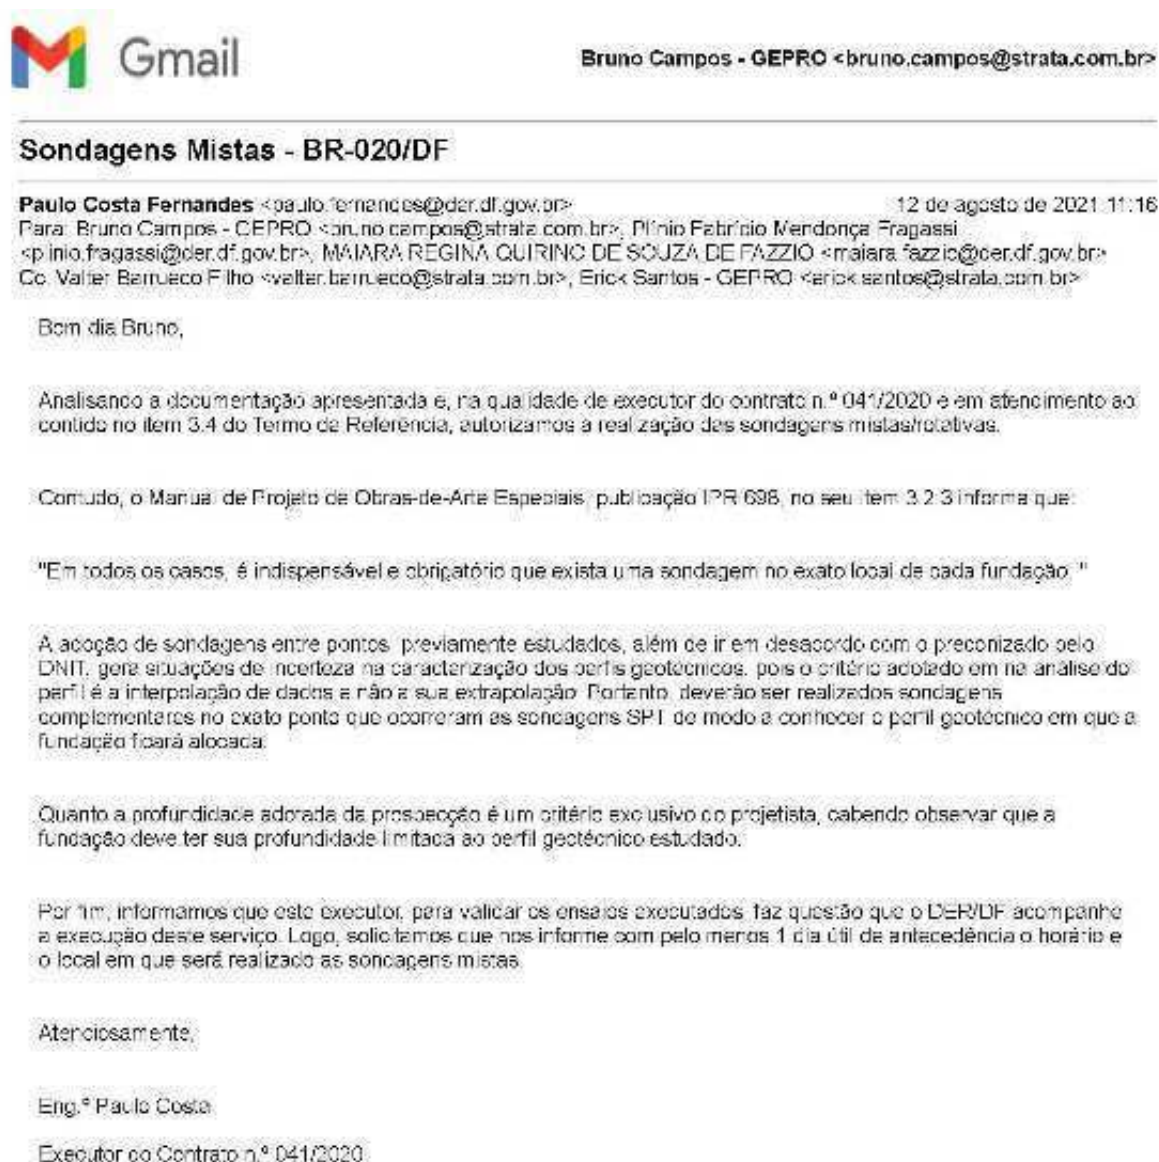 Gmail
Bruno Campos - GEPRO <bruno.campos@strata.com.br>
Sondagens Mistas - BR-020/DF
Paulo Costa Fernandes <paulo.fernandes@der.df.gov.br>
12 de agosto de 2021 11:16
Para: Bruno Campos - GEPRO <bruno.campos@strata.com.br>, Plínio Fabrício Mendonça Fragassi
<plinio.fragassi@der.df.gov.br>, MAIARA REGINA QUIRINO DE SOUZA DE FAZZIO <maiara.fazzio@der.df.gov.br>
Cc: Valter Barrueco Filho <valter.barrueco@strata.com.br>, Erick Santos - GEPRO <erick.santos@strata.com.br>
Bom dia Bruno,
Analisando a documentação apresentada e, na qualidade de executor do contrato n.º 041/2020 e em atendimento ao
contido no item 3.4 do Termo de Referência, autorizamos a realização das sondagens mistas/rotativas.
Contudo, o Manual de Projeto de Obras-de-Arte Especiais, publicação IPR 698, no seu item 3.2.3 informa que:
"Em todos os casos, é indispensável e obrigatório que exista uma sondagem no exato local de cada fundação."
A adoção de sondagens entre pontos, previamente estudados, além de ir em desacordo com o preconizado pelo
DNIT, gera situações de incerteza na caracterização dos perfis geotécnicos, pois o critério adotado em na análise do
perfil é a interpolação de dados e não a sua extrapolação. Portanto, deverão ser realizados sondagens
complementares no exato ponto que ocorreram as sondagens SPT de modo a conhecer o perfil geotécnico em que a
fundação ficará alocada.
Quanto a profundidade adotada da prospecção é um critério exclusivo do projetista, cabendo observar que a
fundação deve ter sua profundidade limitada ao perfil geotécnico estudado.
Por fim, informamos que este executor, para validar os ensaios executados, faz questão que o DER/DF acompanhe
a execução deste serviço. Logo, solicitamos que nos informe com pelo menos 1 dia útil de antecedência o horário e
o local em que será realizado as sondagens mistas.
Atenciosamente,
Eng.º Paulo Costa
Executor do Contrato n.º 041/2020